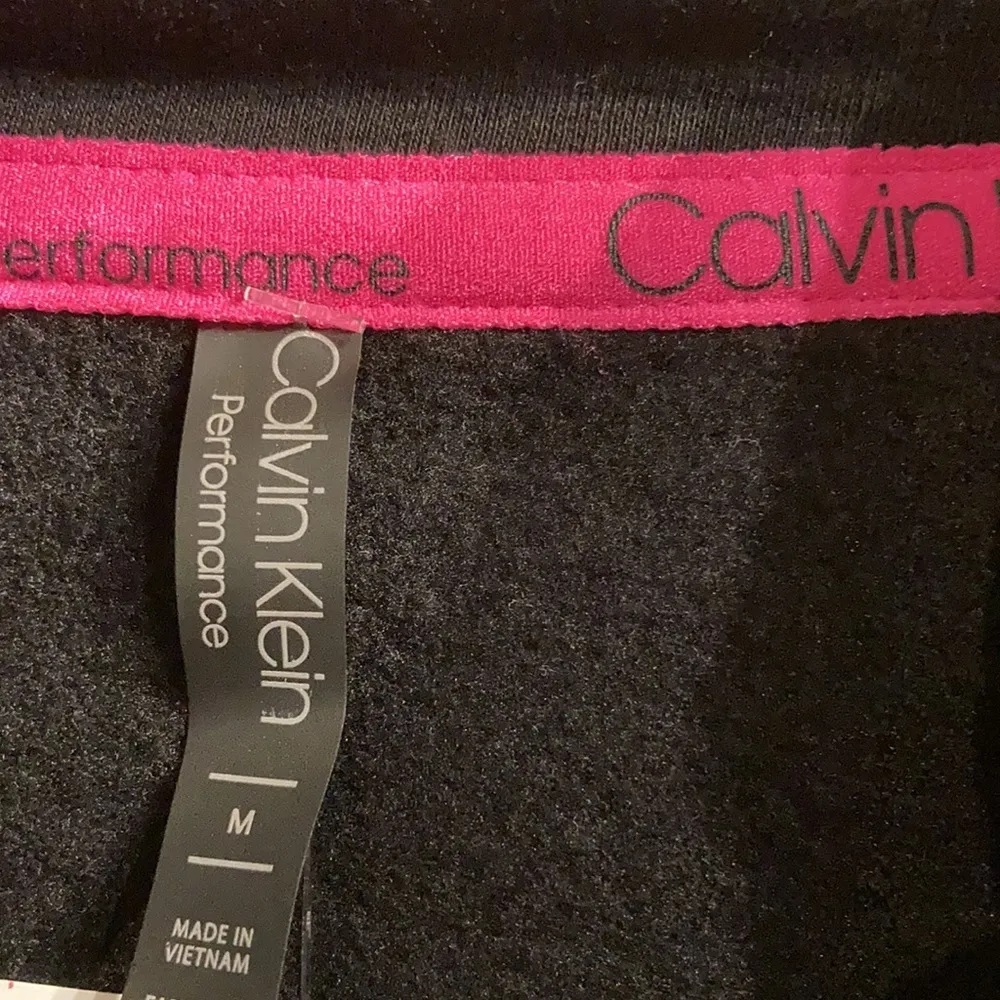 erformance Calvin
Calvin Klein
Performance
M
MADE IN
VIETNAM